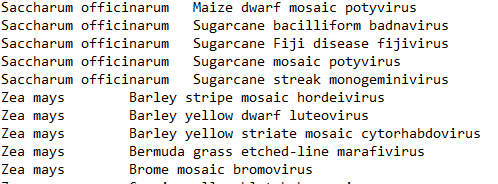 Saccharum officinarum   Maize dwarf mosaic potyvirus
Saccharum officinarum   Sugarcane bacilliform badnavirus
Saccharum officinarum   Sugarcane Fiji disease fijivirus
Saccharum officinarum   Sugarcane mosaic potyvirus
Saccharum officinarum   Sugarcane streak monogeminivirus
Zea mays        Barley stripe mosaic hordeivirus
Zea mays        Barley yellow dwarf luteovirus
Zea mays        Barley yellow striate mosaic cytorhabdovirus
Zea mays        Bermuda grass etched-line marafivirus
Zea mays        Brome mosaic bromovirus